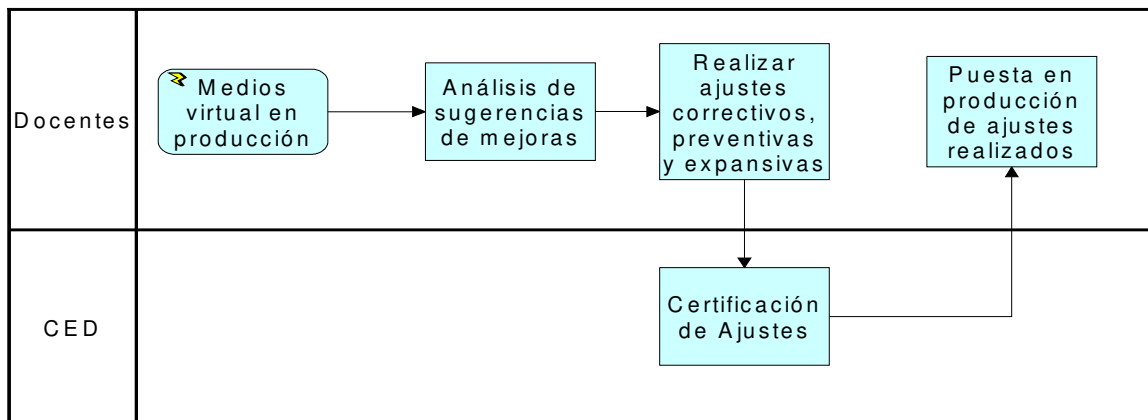 Docentes
Medios
virtual en
producción
Análisis de
sugerencias
de mejoras
Realizar
ajustes
correctivos,
preventivas
y expansivas
Puesta en
producción
de ajustes
realizados
CED
Certificación
de Ajustes